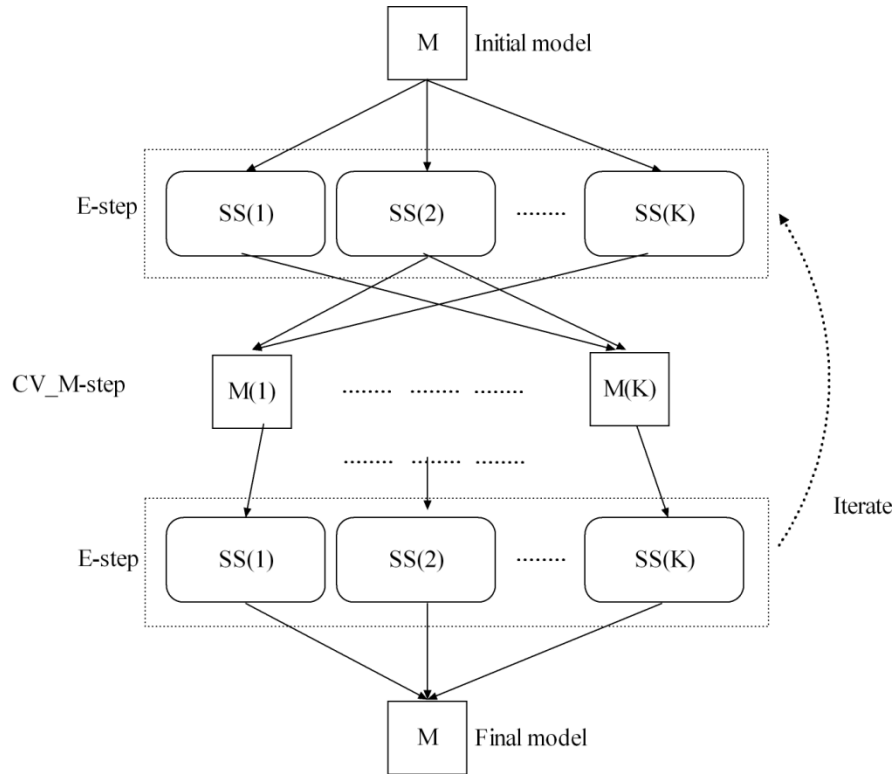 M Initial model
E-step SS(1) SS(2) ........ SS(K)
CV_M-step M(1) ....... ....... ....... M(K)
....... ....... .......
Iterate
E-step SS(1) SS(2) ........ SS(K)
M Final model